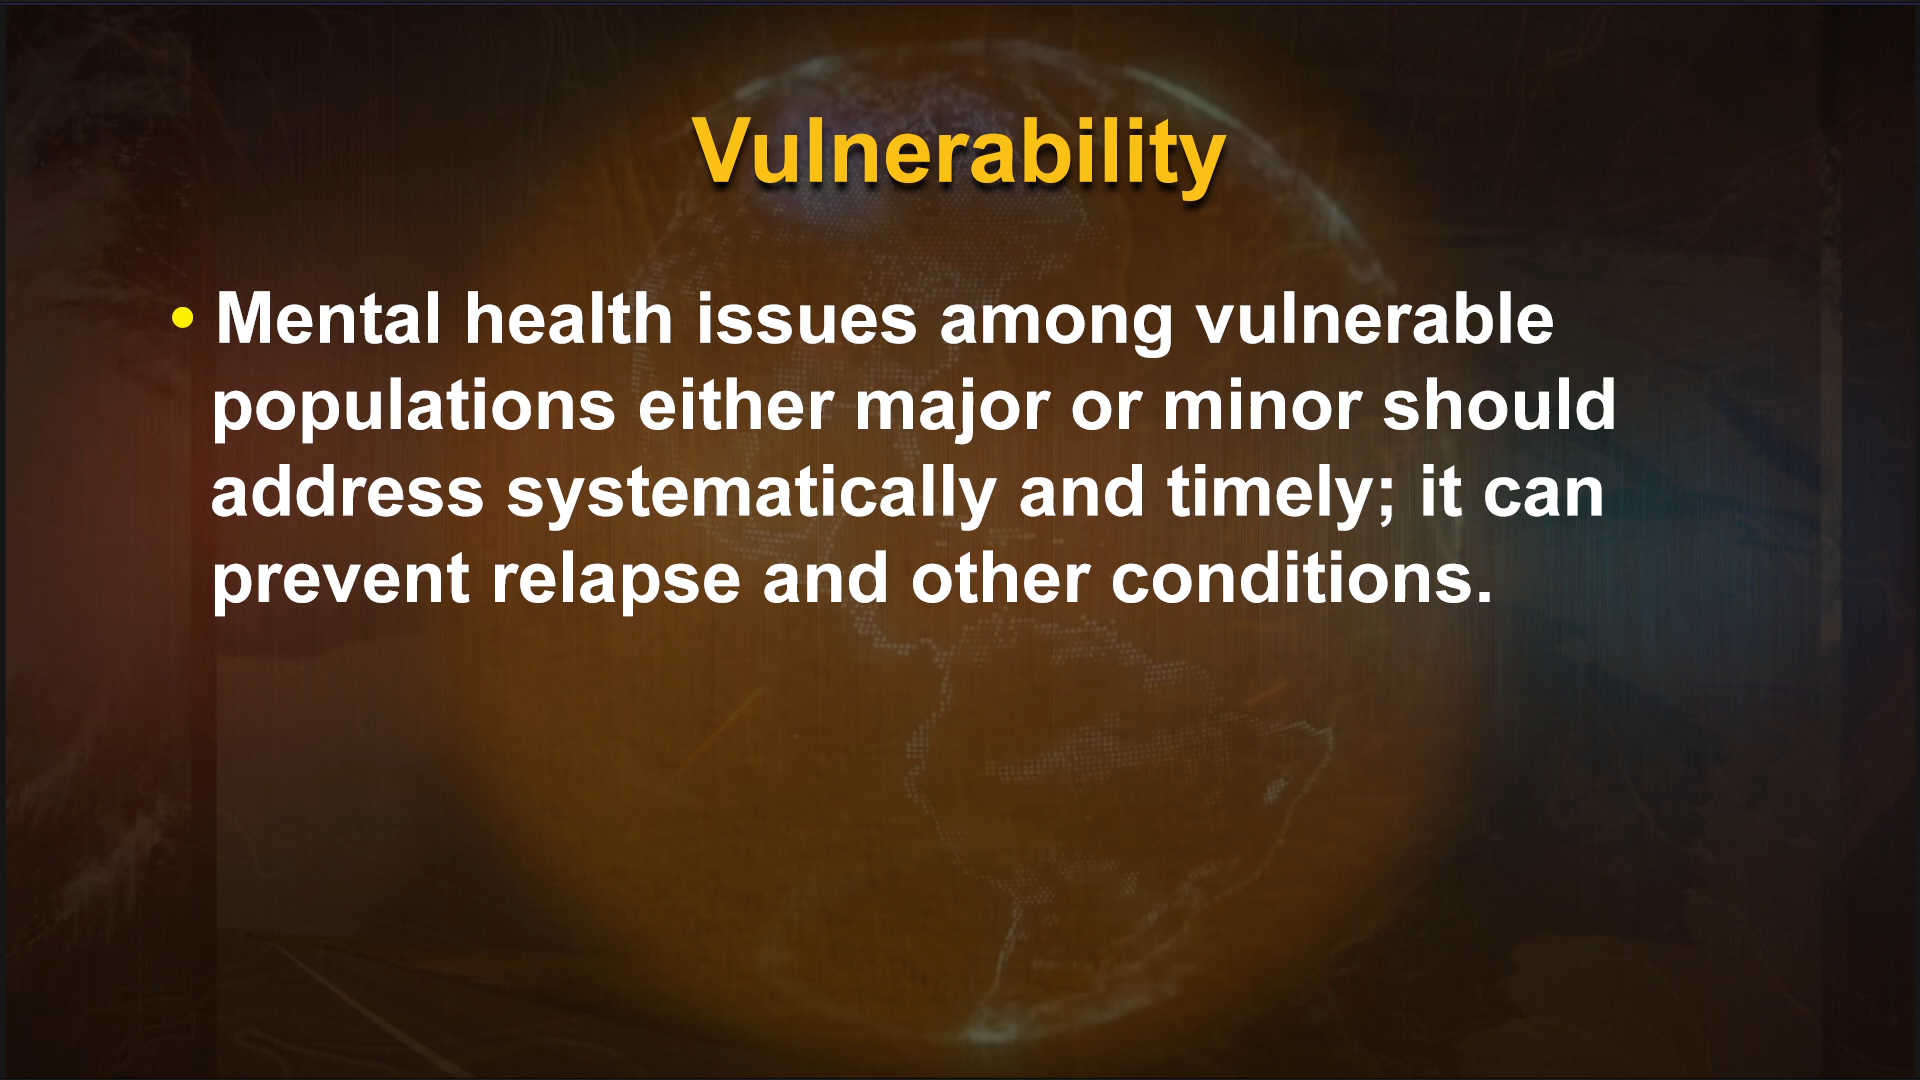 Vulnerability
• Mental health issues among vulnerable
populations either major or minor should
address systematically and timely; it can
prevent relapse and other conditions.